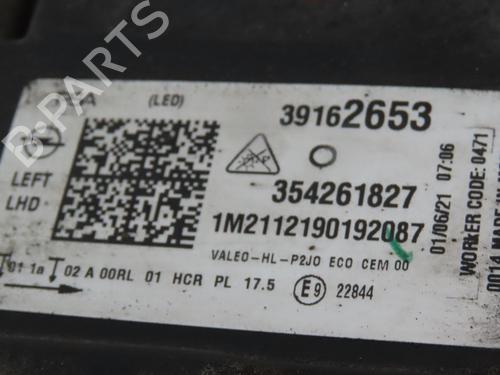 (LED)
39162653
LEFT
LHD
354261827
1M2112190192087
VALEO-HL-P2JO ECO CEM 00
01 1a 02 A 00RL 01 HCR PL 17.5
E9 22844
01/06/21 07:06
WORKER CODE: 0471
B-PARTS